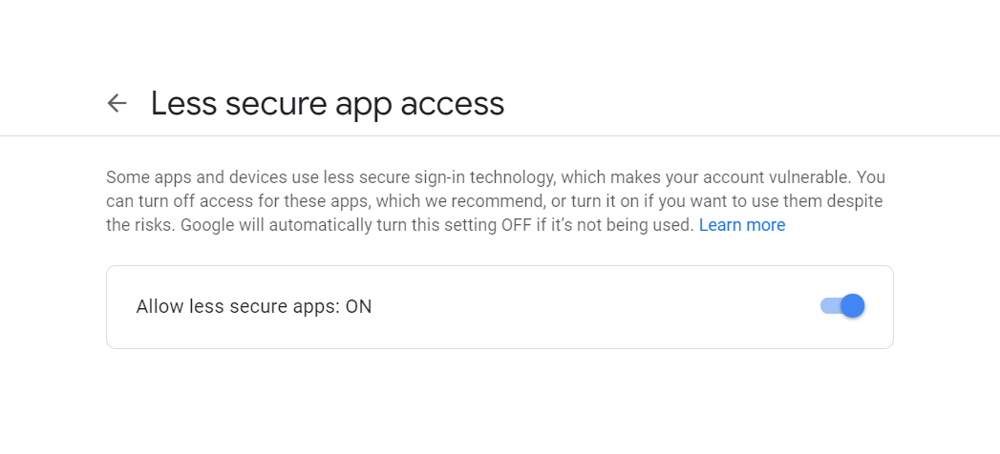 Less secure app access
Some apps and devices use less secure sign-in technology, which makes your account vulnerable. You
can turn off access for these apps, which we recommend, or turn it on if you want to use them despite
the risks. Google will automatically turn this setting OFF if it’s not being used. Learn more
Allow less secure apps: ON